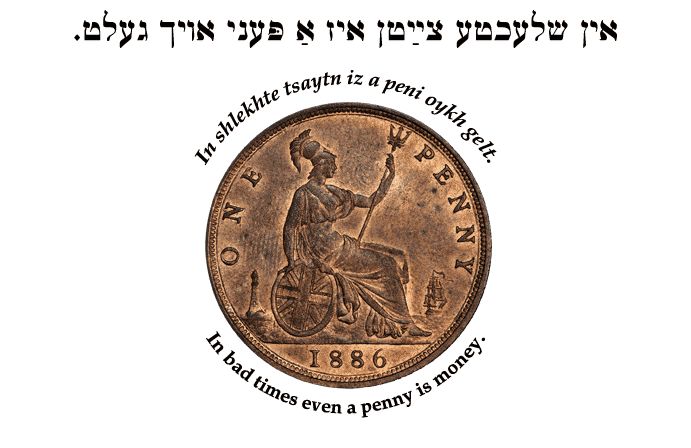 אין שלעכטע צײַטן איז אַ פּעני אויך געלט.
In shlekhte tsaytn iz a peni oykh gelt.
ONE PENNY
1886
In bad times even a penny is money.